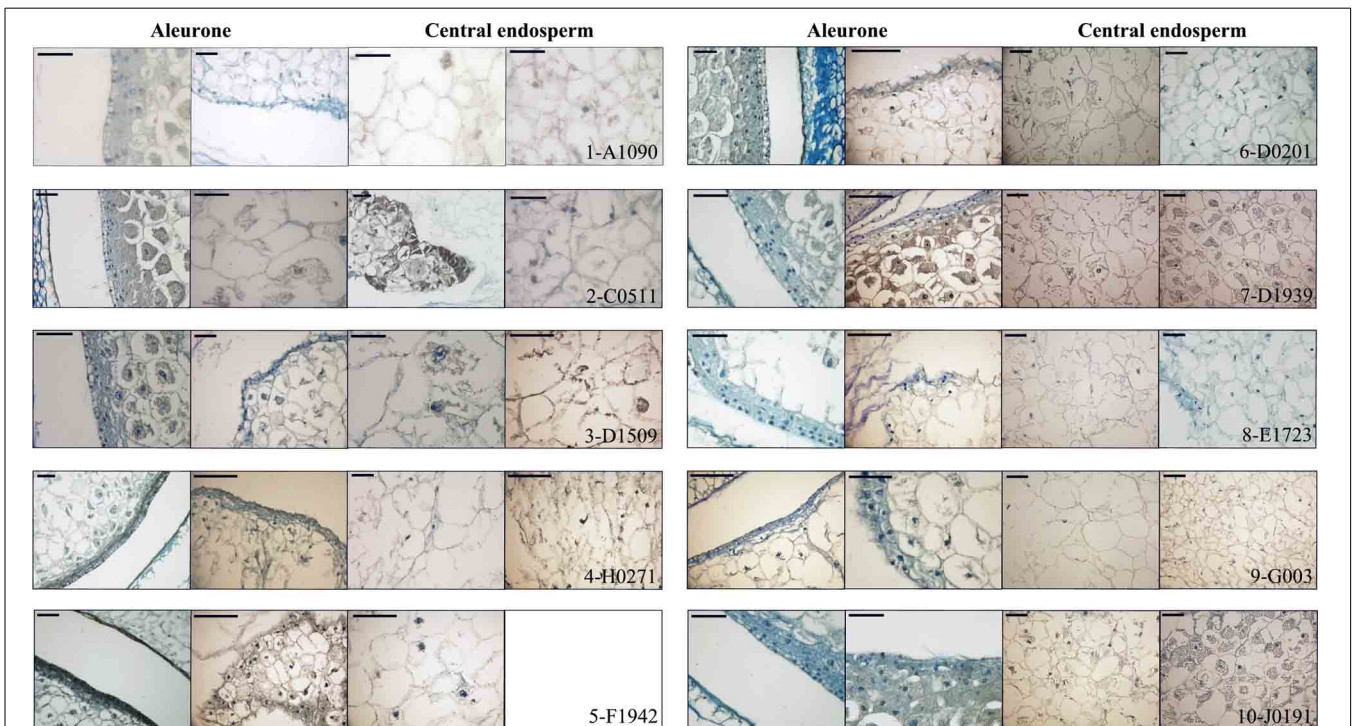 Aleurone Central endosperm Aleurone Central endosperm
1-A1090
6-D0201
2-C0511
7-D1939
3-D1509
8-E1723
4-H0271
9-G003
5-F1942
10-J0191